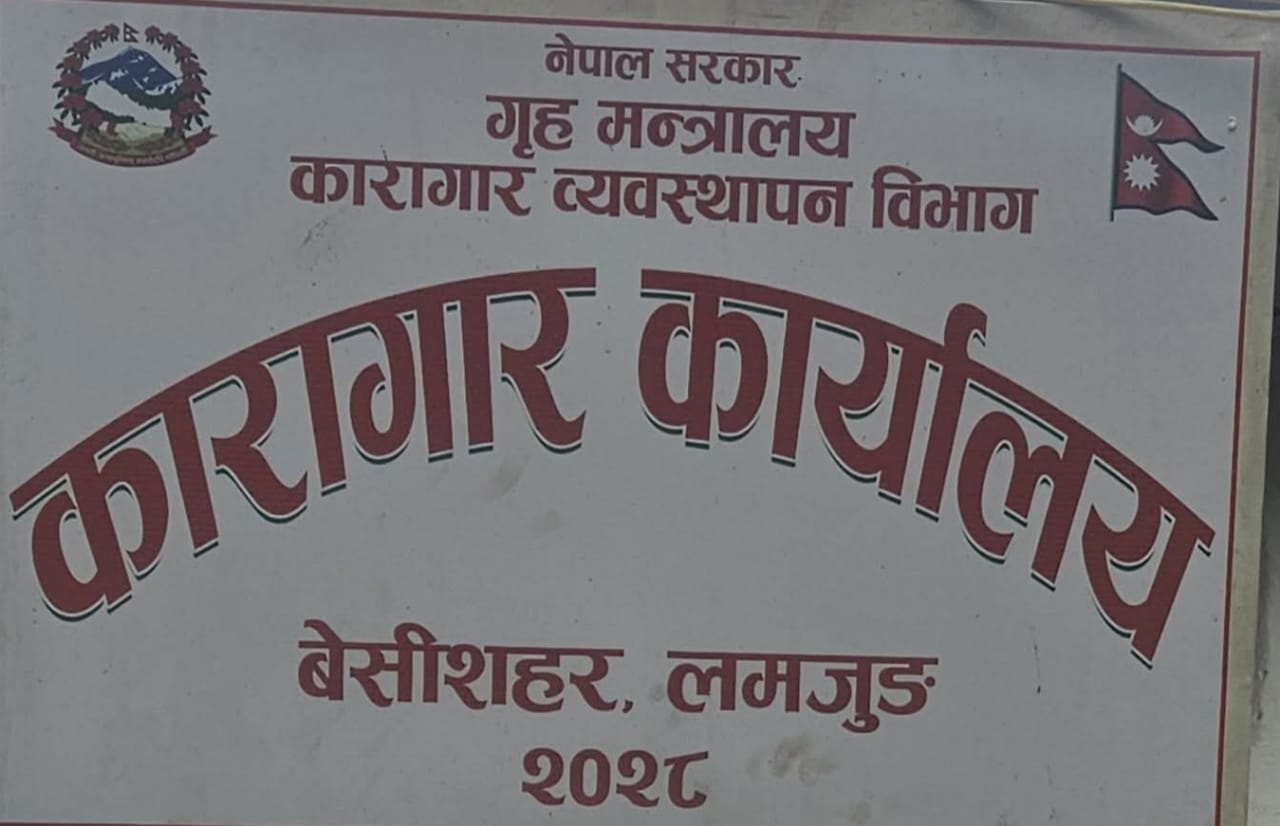 नेपाल सरकार
गृह मन्त्रालय
कारागार व्यवस्थापन विभाग
कारागार कार्यालय
बेसीशहर, लमजुङ
२०२८